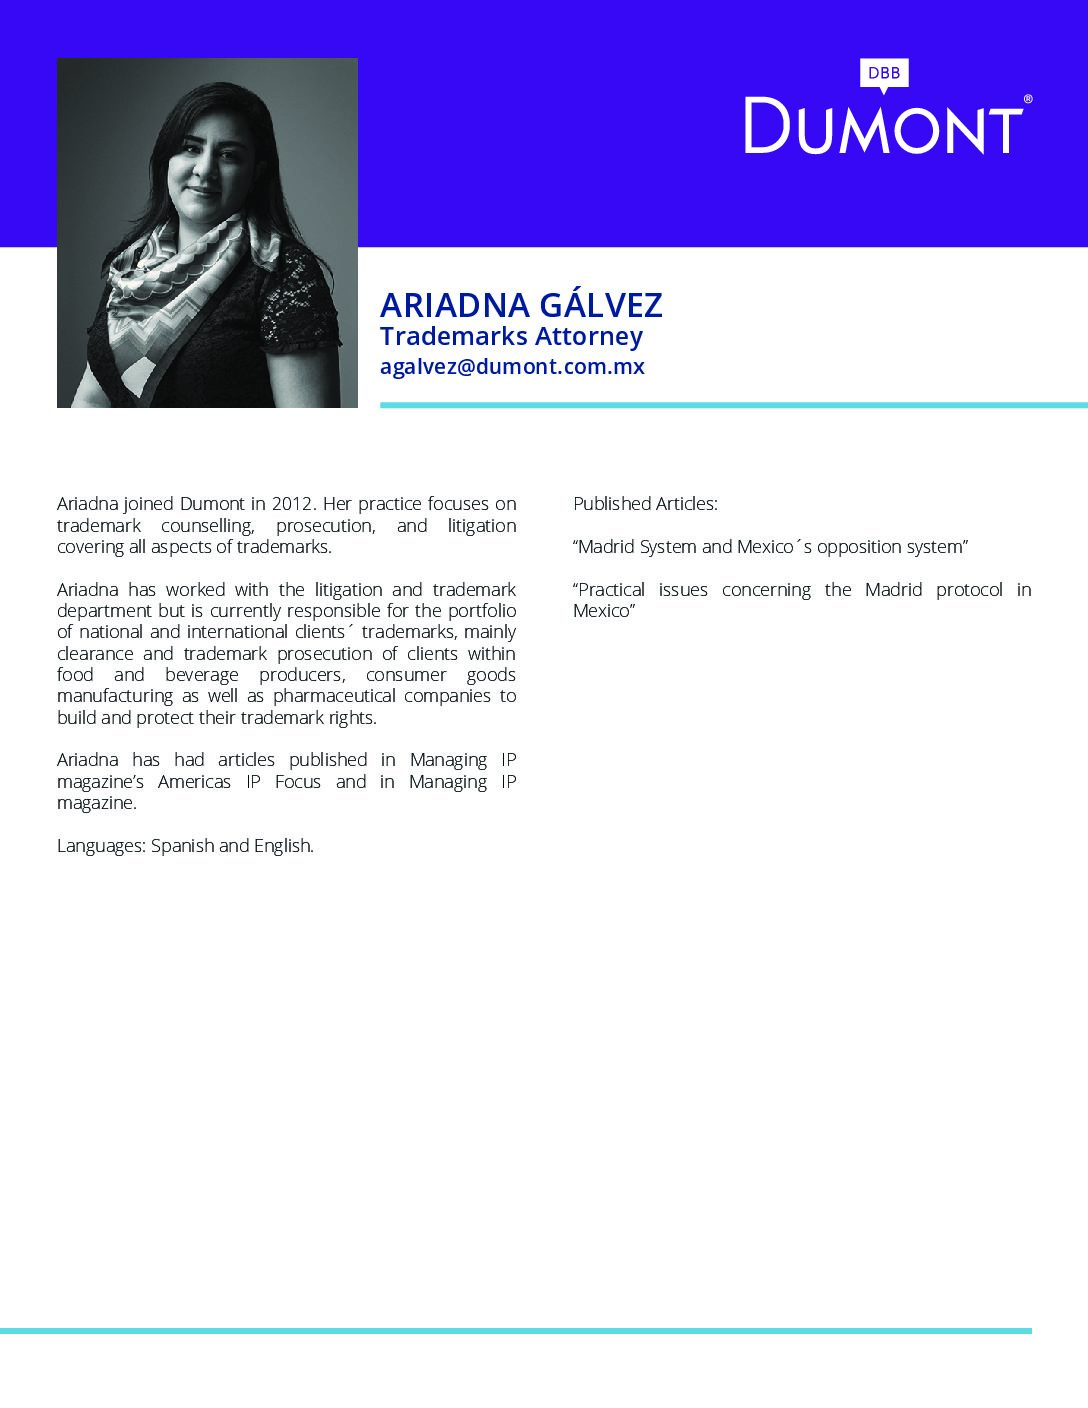 DBB
DUMONT®
ARIADNA GÁLVEZ
Trademarks Attorney
agalvez@dumont.com.mx
Ariadna joined Dumont in 2012. Her practice focuses on
trademark counselling, prosecution, and litigation
covering all aspects of trademarks.
Ariadna has worked with the litigation and trademark
department but is currently responsible for the portfolio
of national and international clients´ trademarks, mainly
clearance and trademark prosecution of clients within
food and beverage producers, consumer goods
manufacturing as well as pharmaceutical companies to
build and protect their trademark rights.
Ariadna has had articles published in Managing IP
magazine’s Americas IP Focus and in Managing IP
magazine.
Languages: Spanish and English.
Published Articles:
“Madrid System and Mexico´s opposition system”
“Practical issues concerning the Madrid protocol in
Mexico”